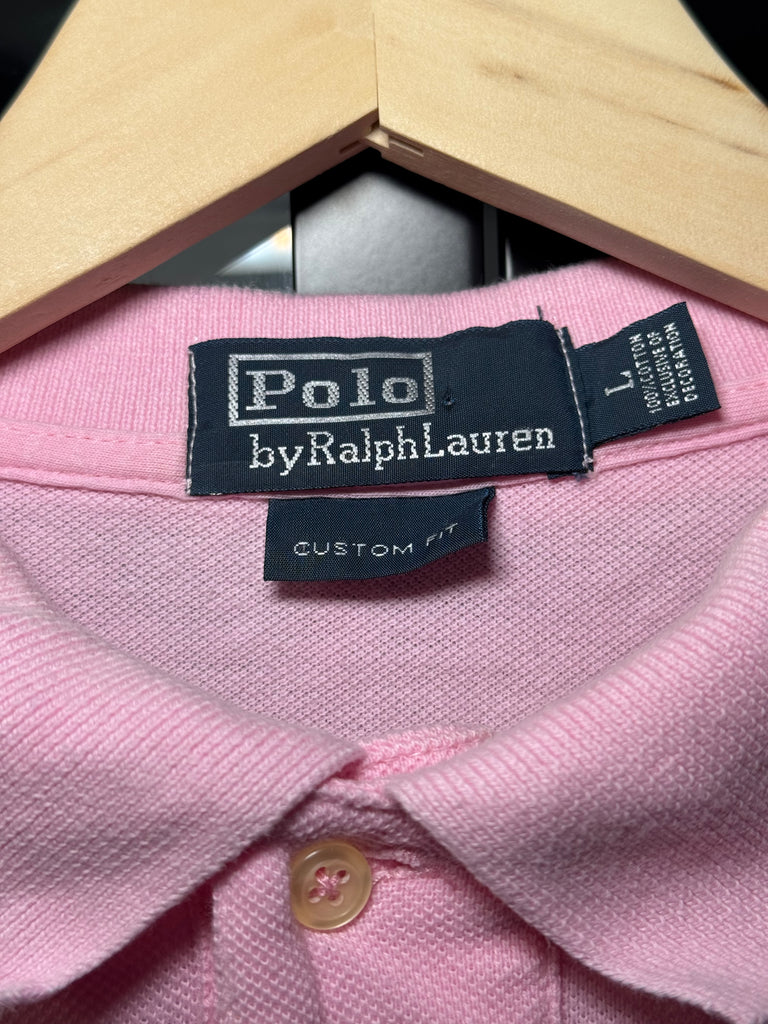 Polo
by Ralph Lauren
L
100% COTTON
EXCLUSIVE OF
DECORATION
CUSTOM FIT